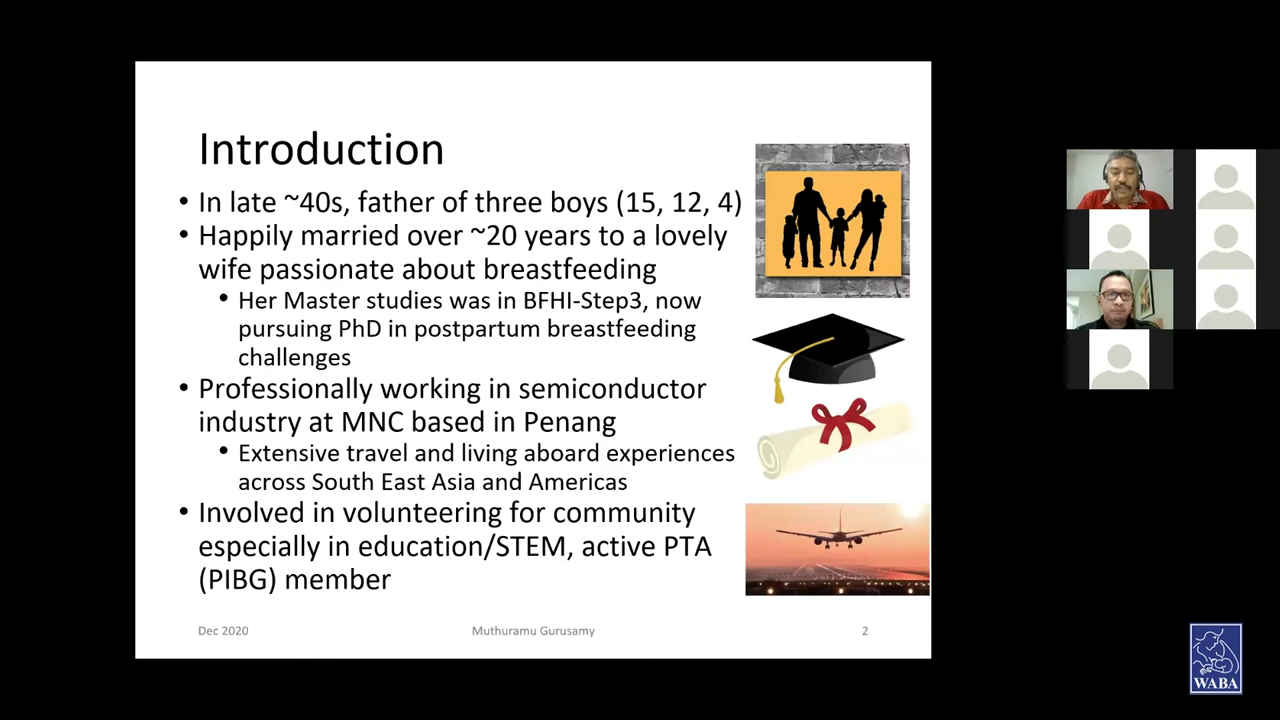 Introduction
• In late ~40s, father of three boys (15, 12, 4)
• Happily married over ~20 years to a lovely
wife passionate about breastfeeding
• Her Master studies was in BFHI-Step3, now
pursuing PhD in postpartum breastfeeding
challenges
• Professionally working in semiconductor
industry at MNC based in Penang
• Extensive travel and living aboard experiences
across South East Asia and Americas
• Involved in volunteering for community
especially in education/STEM, active PTA
(PIBG) member
Dec 2020
Muthuramu Gurusamy
2
WABA